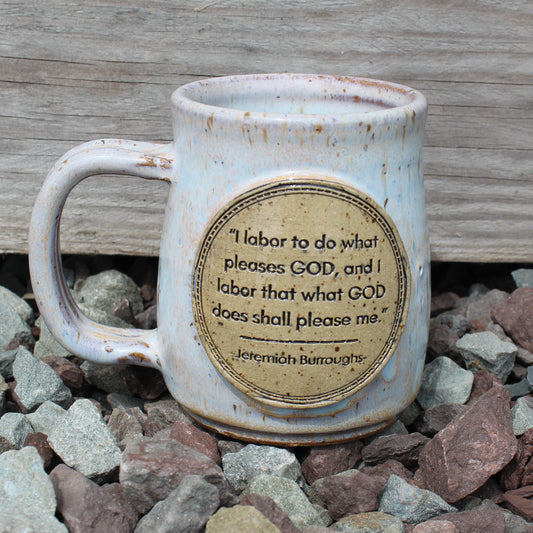 “I labor to do what
pleases GOD, and I
labor that what GOD
does shall please me.”
-Jeremiah Burroughs-